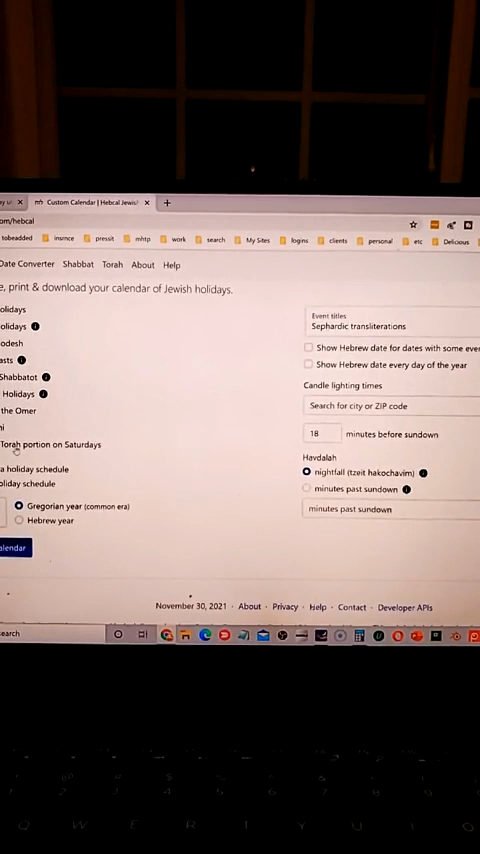 Custom Calendar | Hebcal Jewish
om/hebcal
tobeadded insrnce pressit mhtp work search My Sites logins clients personal etc Delicious
Date Converter Shabbat Torah About Help
e, print & download your calendar of Jewish holidays.
olidays
olidays
odesh
asts
Shabbatot
Holidays
the Omer
mi
Torah portion on Saturdays
a holiday schedule
oliday schedule
Gregorian year (common era)
Hebrew year
alendar
Event titles
Sephardic transliterations
Show Hebrew date for dates with some eve
Show Hebrew date every day of the year
Candle lighting times
Search for city or ZIP code
18 minutes before sundown
Havdalah
nightfall (tzeit hakochavim)
minutes past sundown
minutes past sundown
November 30, 2021 · About · Privacy · Help · Contact · Developer APIs
earch
Q W E R T Y U I O